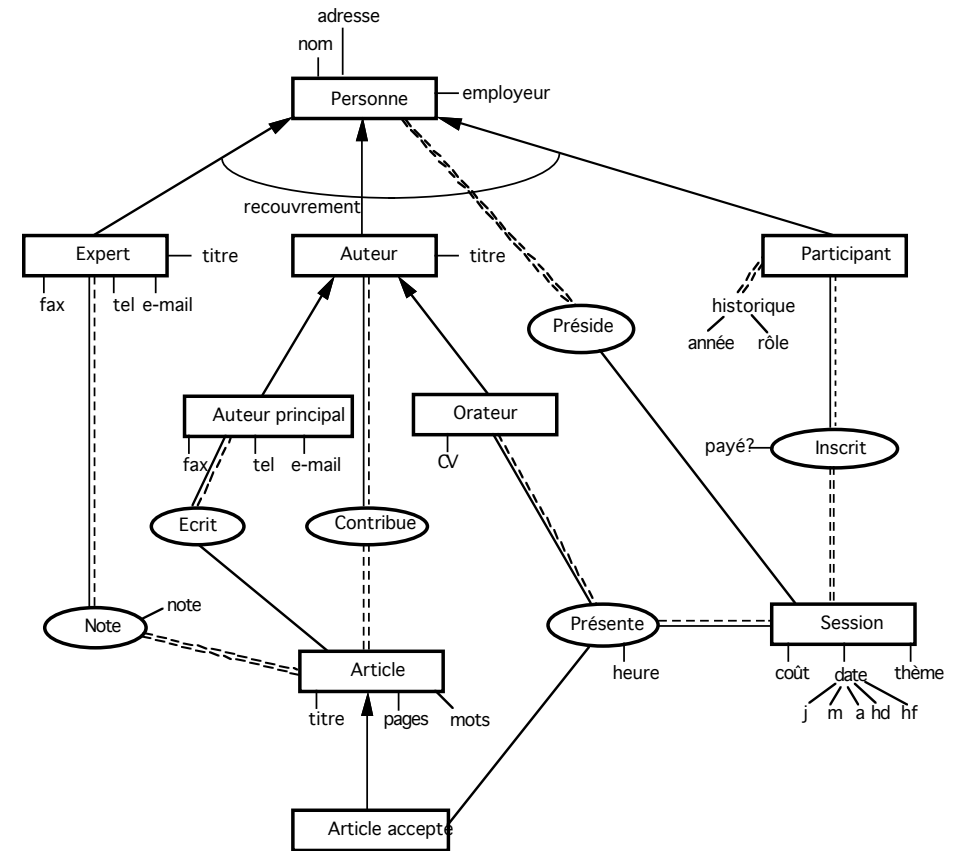 adresse
nom
Personne
employeur
recouvrement
Expert
titre
Auteur
titre
Participant
fax
tel
e-mail
historique
année
rôle
Préside
Auteur principal
Orateur
fax
tel
e-mail
CV
payé?
Inscrit
Ecrit
Contribue
note
Note
Présente
Session
heure
coût
date
thème
Article
j
m
a
hd
hf
titre
pages
mots
Article accepté